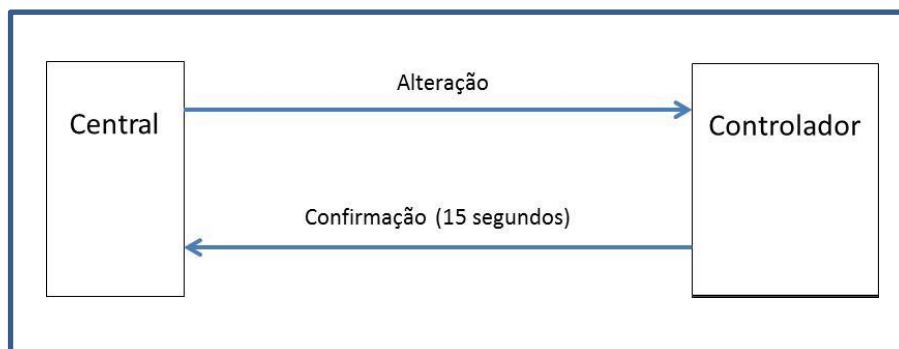 Alteração
Central
Controlador
Confirmação (15 segundos)